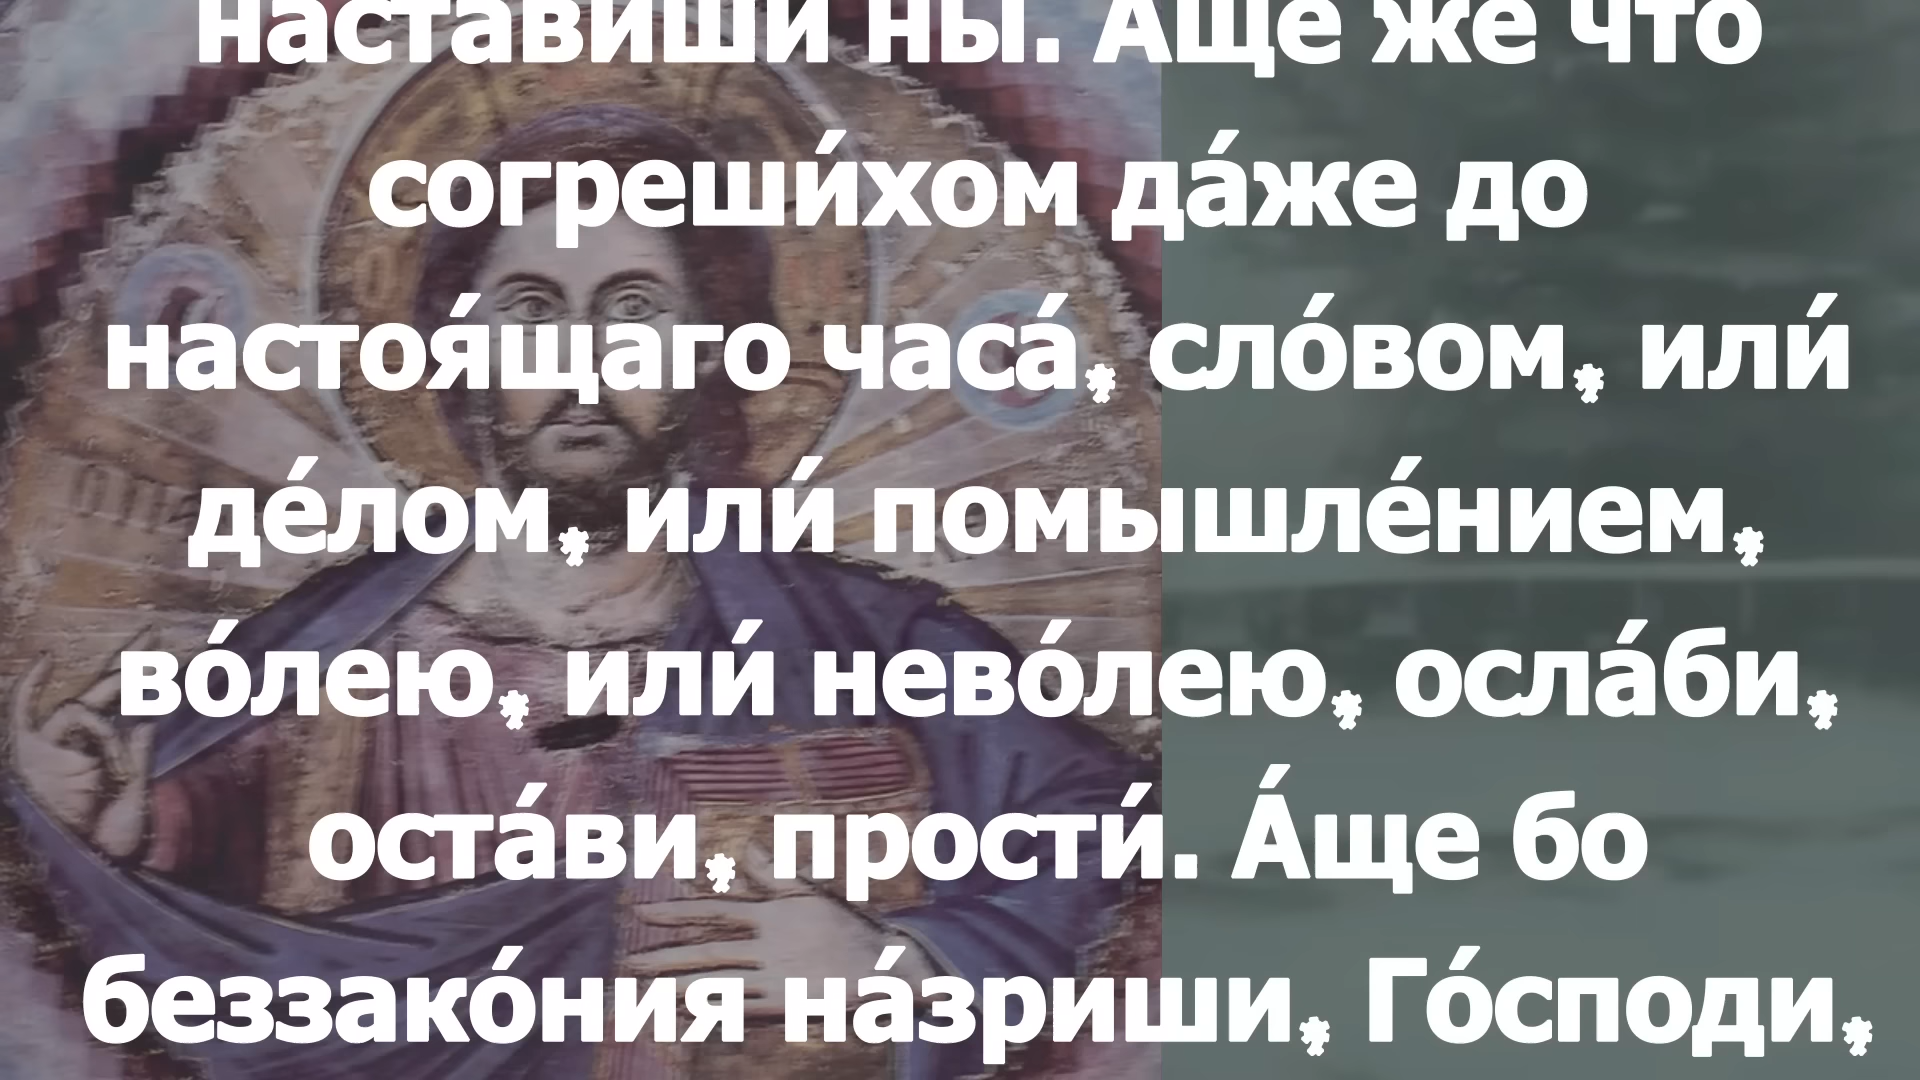 наставиши ны. Аще же что
согреши́хом да́же до
настоя́щаго часа́, сло́вом, или́
де́лом, или́ помышле́нием,
во́лею, или́ нево́лею, осла́би,
оста́ви, прости́. А́ще бо
беззако́ния на́зриши, Го́споди,